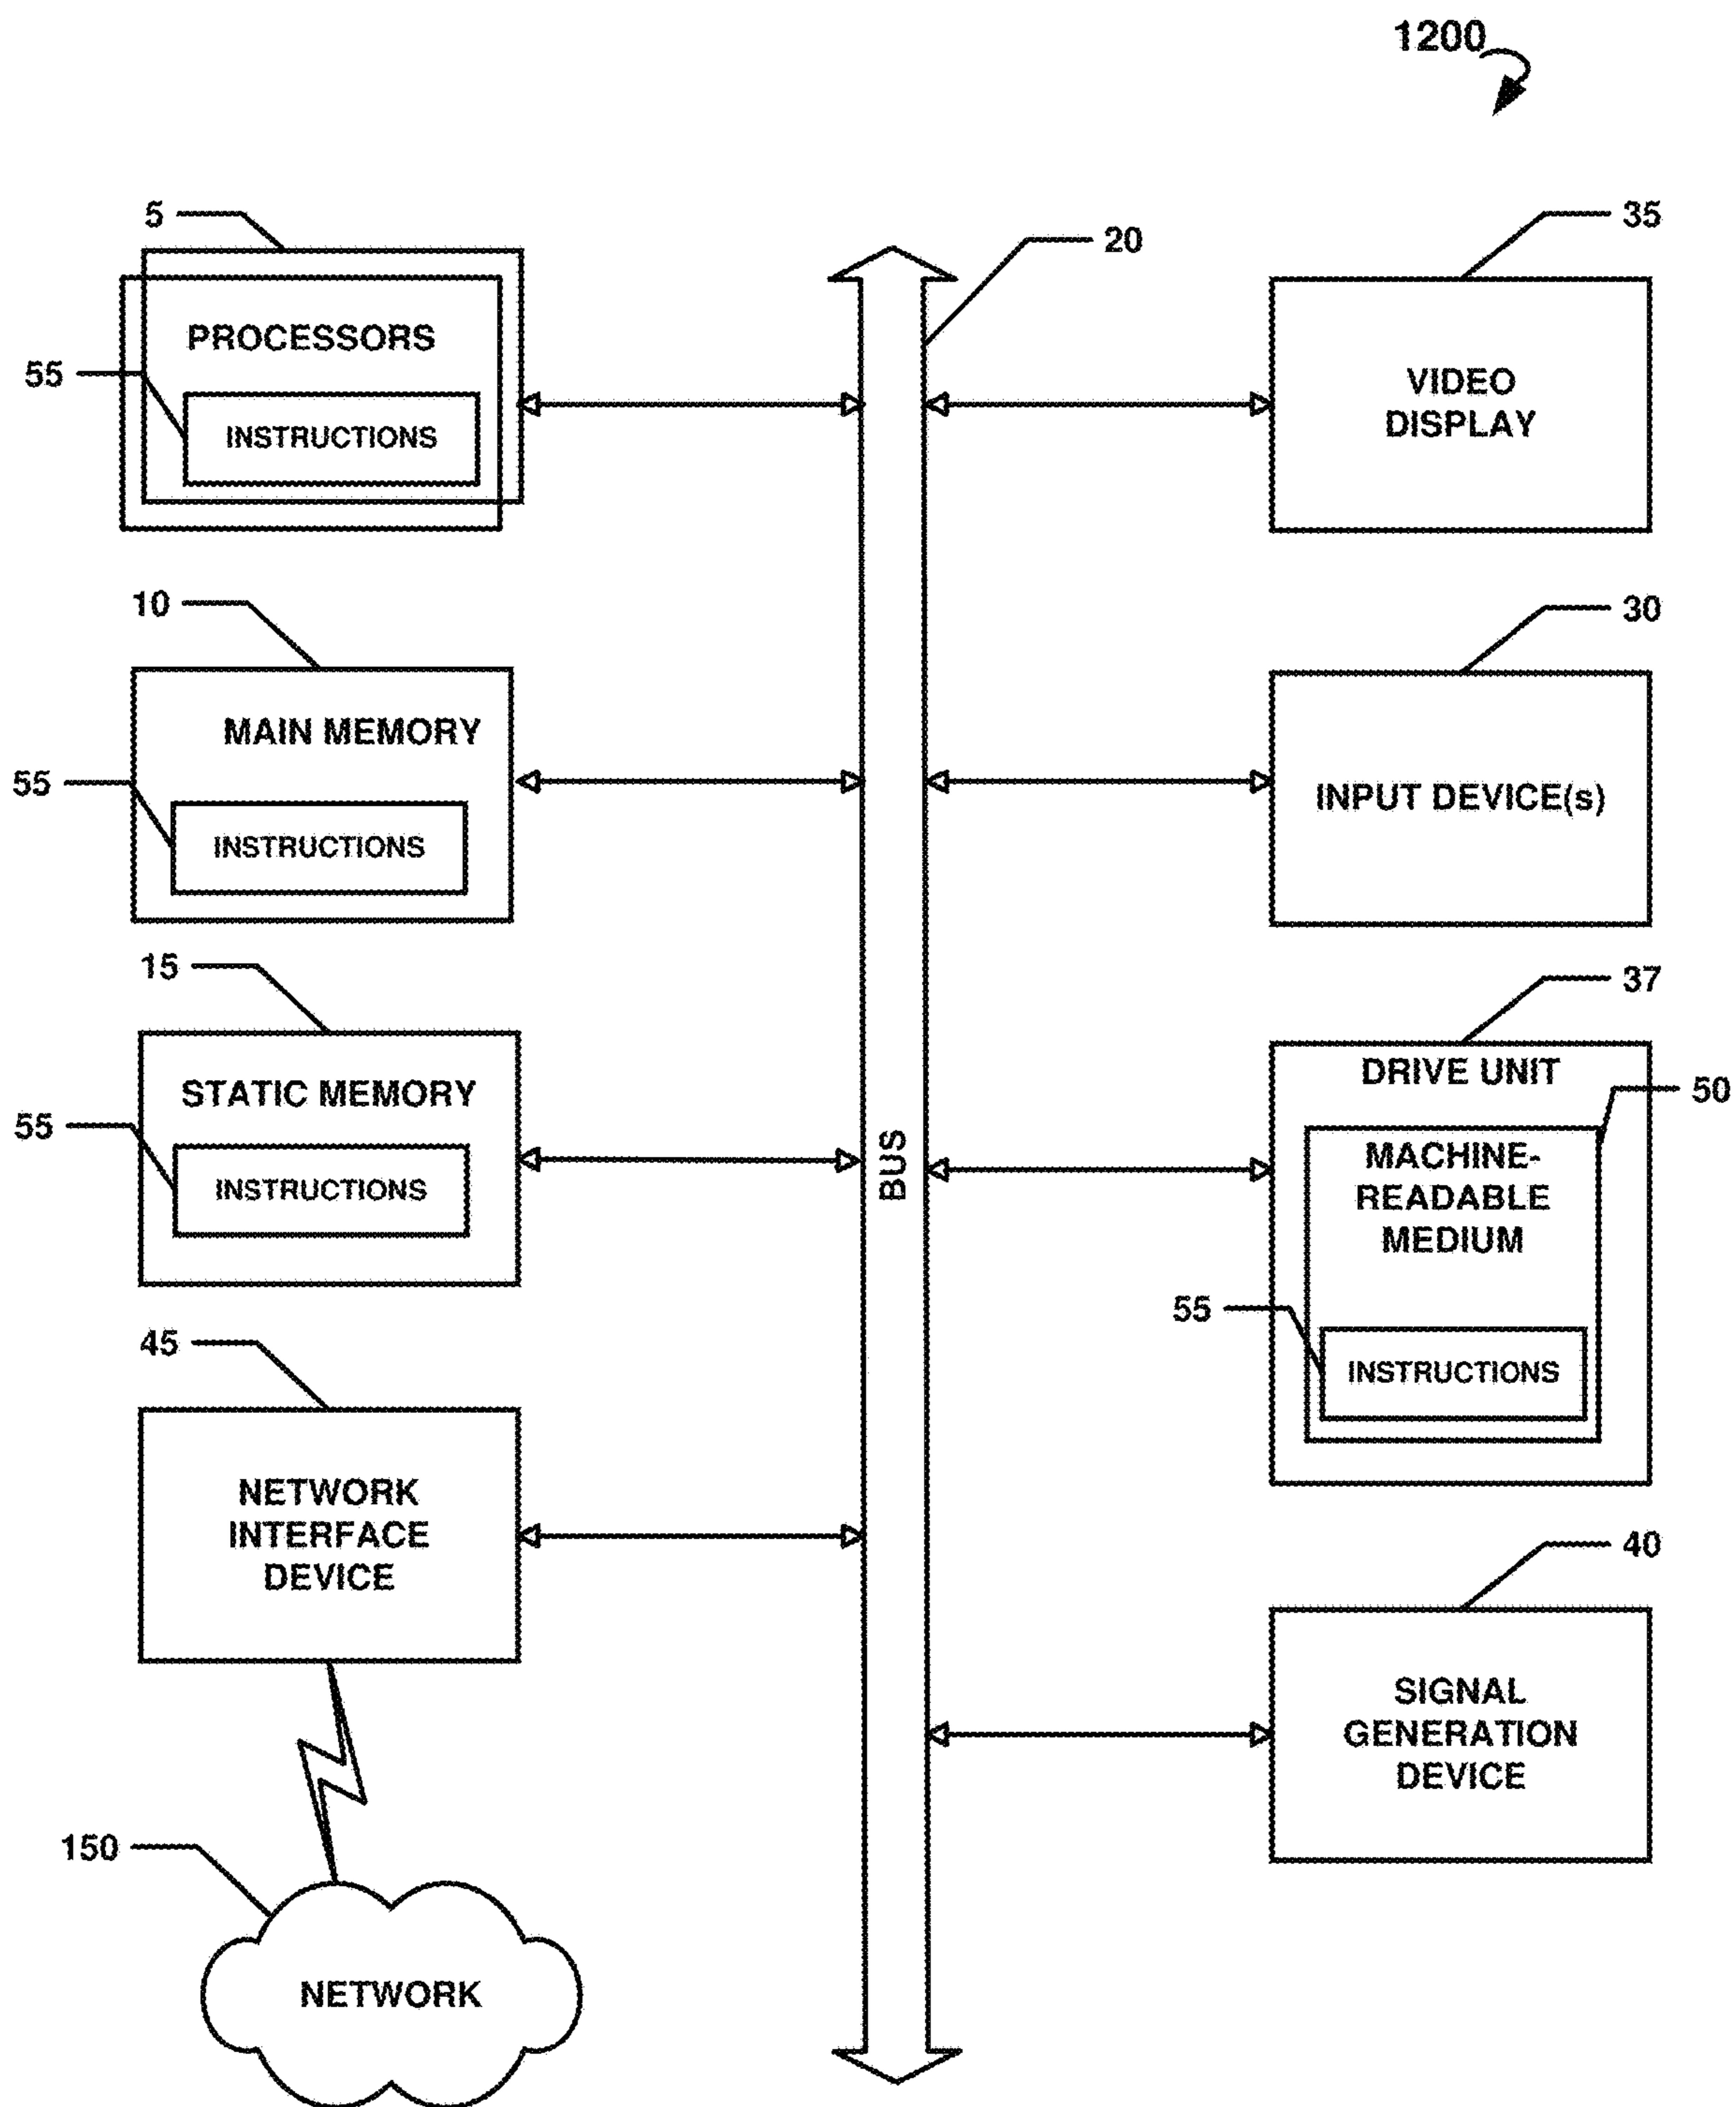 1200
5
PROCESSORS
55
INSTRUCTIONS
10
MAIN MEMORY
55
INSTRUCTIONS
15
STATIC MEMORY
55
INSTRUCTIONS
45
NETWORK
INTERFACE
DEVICE
150
NETWORK
20
BUS
35
VIDEO
DISPLAY
30
INPUT DEVICE(s)
37
DRIVE UNIT
50
MACHINE-
READABLE
MEDIUM
55
INSTRUCTIONS
40
SIGNAL
GENERATION
DEVICE